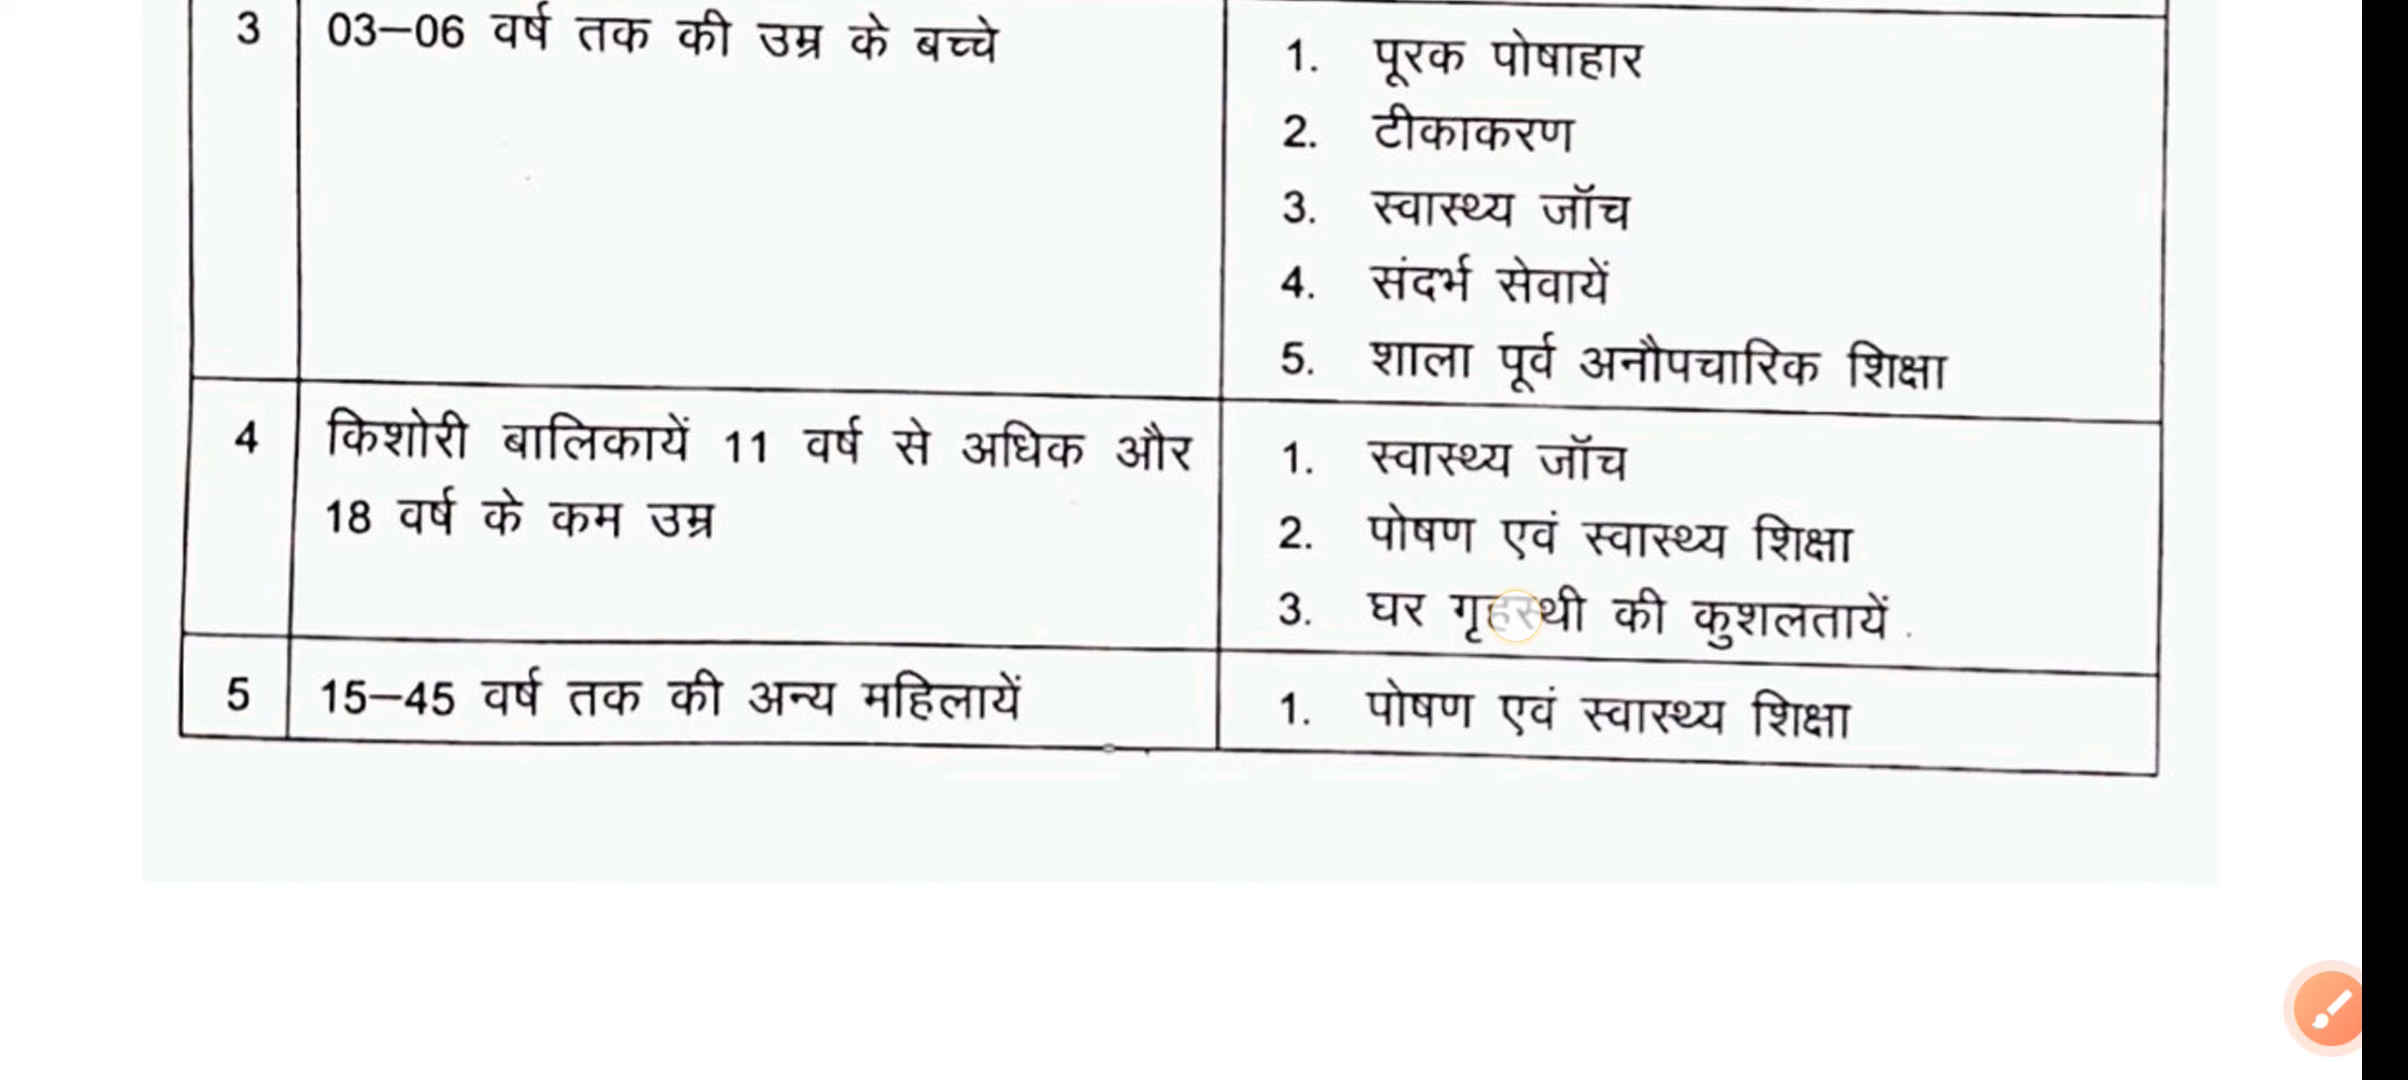 3 03–06 वर्ष तक की उम्र के बच्चे
1. पूरक पोषाहार
2. टीकाकरण
3. स्वास्थ्य जॉच
4. संदर्भ सेवायें
5. शाला पूर्व अनौपचारिक शिक्षा
4 किशोरी बालिकायें 11 वर्ष से अधिक और
18 वर्ष के कम उम्र
1. स्वास्थ्य जॉच
2. पोषण एवं स्वास्थ्य शिक्षा
3. घर गृहस्थी की कुशलतायें .
5 15–45 वर्ष तक की अन्य महिलायें
1. पोषण एवं स्वास्थ्य शिक्षा